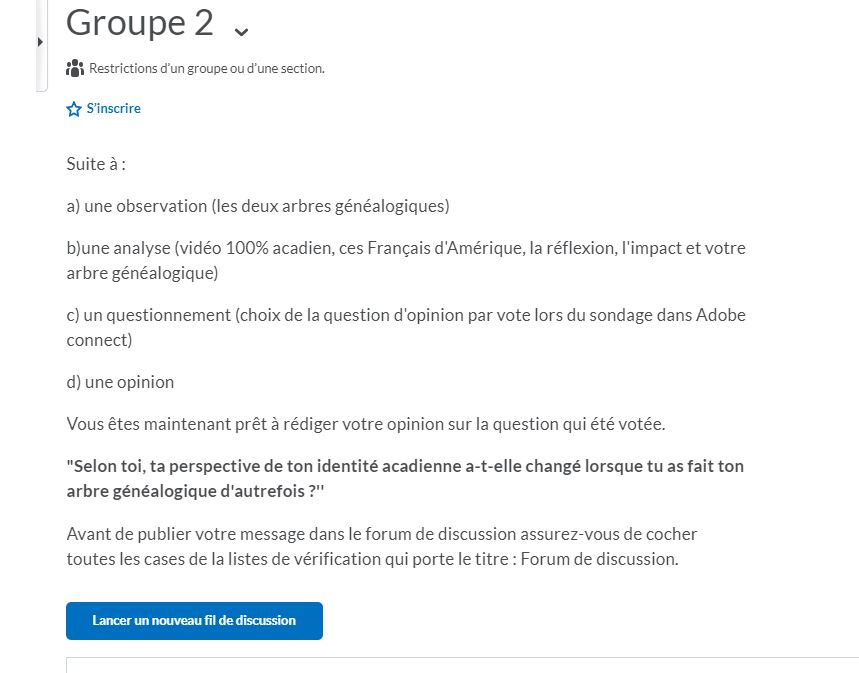 Groupe 2
Restrictions d'un groupe ou d'une section.
S'inscrire
Suite à :
a) une observation (les deux arbres généalogiques)
b)une analyse (vidéo 100% acadien, ces Français d'Amérique, la réflexion, l'impact et votre
arbre généalogique)
c) un questionnement (choix de la question d'opinion par vote lors du sondage dans Adobe
connect)
d) une opinion
Vous êtes maintenant prêt à rédiger votre opinion sur la question qui été votée.
"Selon toi, ta perspective de ton identité acadienne a-t-elle changé lorsque tu as fait ton
arbre généalogique d'autrefois ?''
Avant de publier votre message dans le forum de discussion assurez-vous de cocher
toutes les cases de la listes de vérification qui porte le titre : Forum de discussion.
Lancer un nouveau fil de discussion